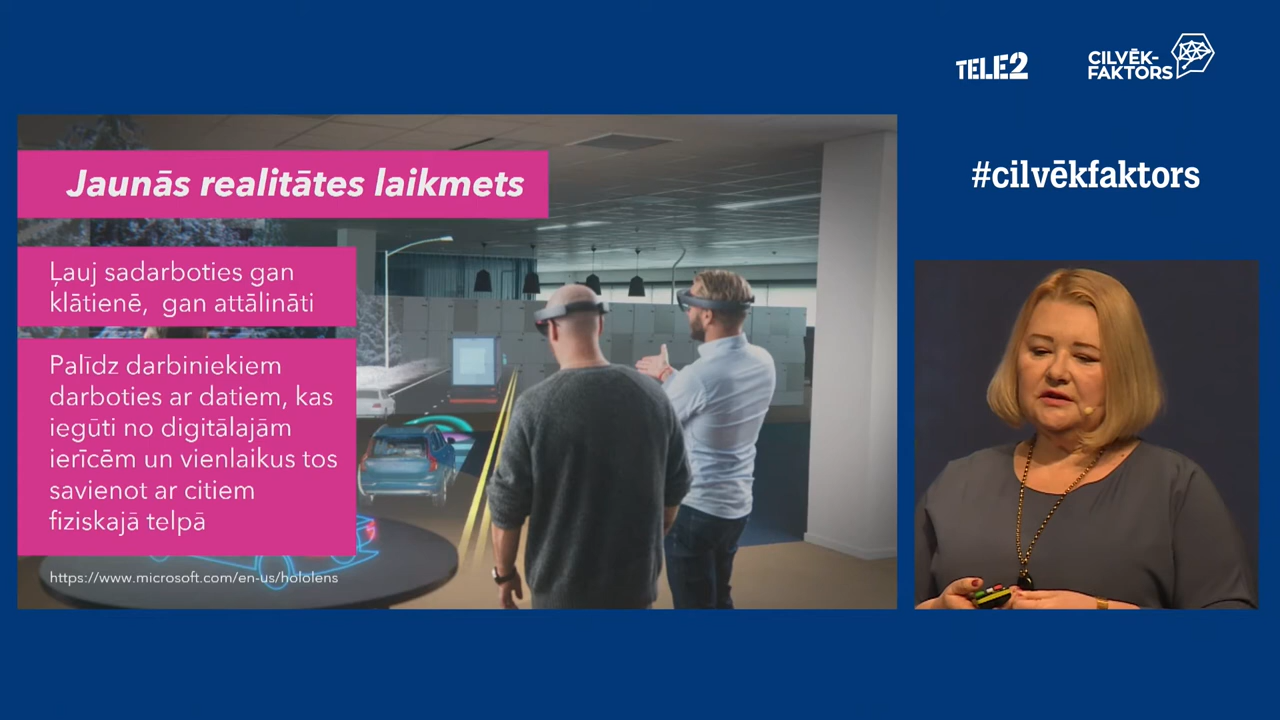 TELE2
CILVĒK-
FAKTORS
#cilvēkfaktors
Jaunās realitātes laikmets
Ļauj sadarboties gan
klātienē, gan attālināti
Palīdz darbiniekiem
darboties ar datiem, kas
iegūti no digitālajām
ierīcēm un vienlaikus tos
savienot ar citiem
fiziskajā telpā
https://www.microsoft.com/en-us/hololens